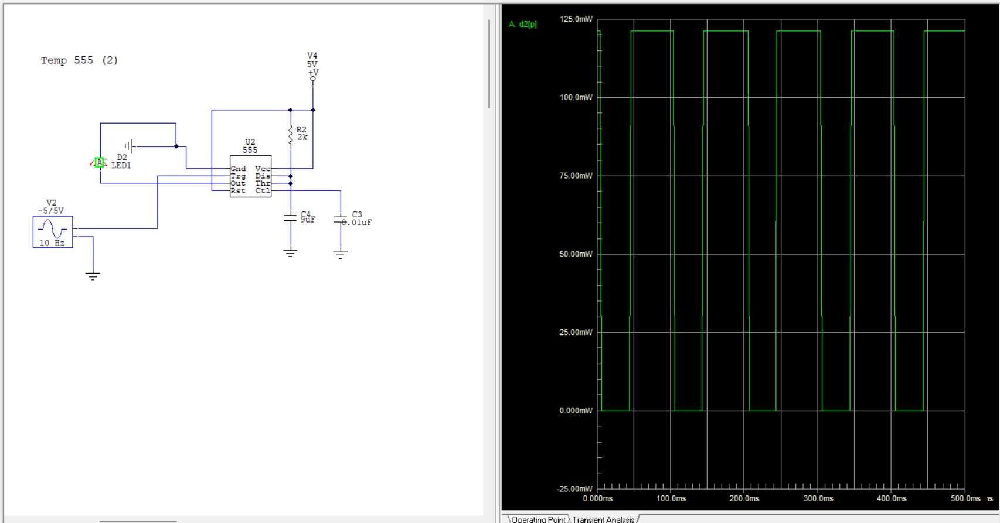 Temp 555 (2)
V4
5V
+V
R2
2k
U2
555
D2
LED1
A
Gnd Vcc
Trg Dis
Out Thr
Rst Ctl
V2
-5/5V
10 Hz
C4
9uF
C3
0.01uF
A: d2[p]
125.0mW
100.0mW
75.00mW
50.00mW
25.00mW
0.000mW
-25.00mW
0.000ms 100.0ms 200.0ms 300.0ms 400.0ms 500.0ms
Operating Point Transient Analysis